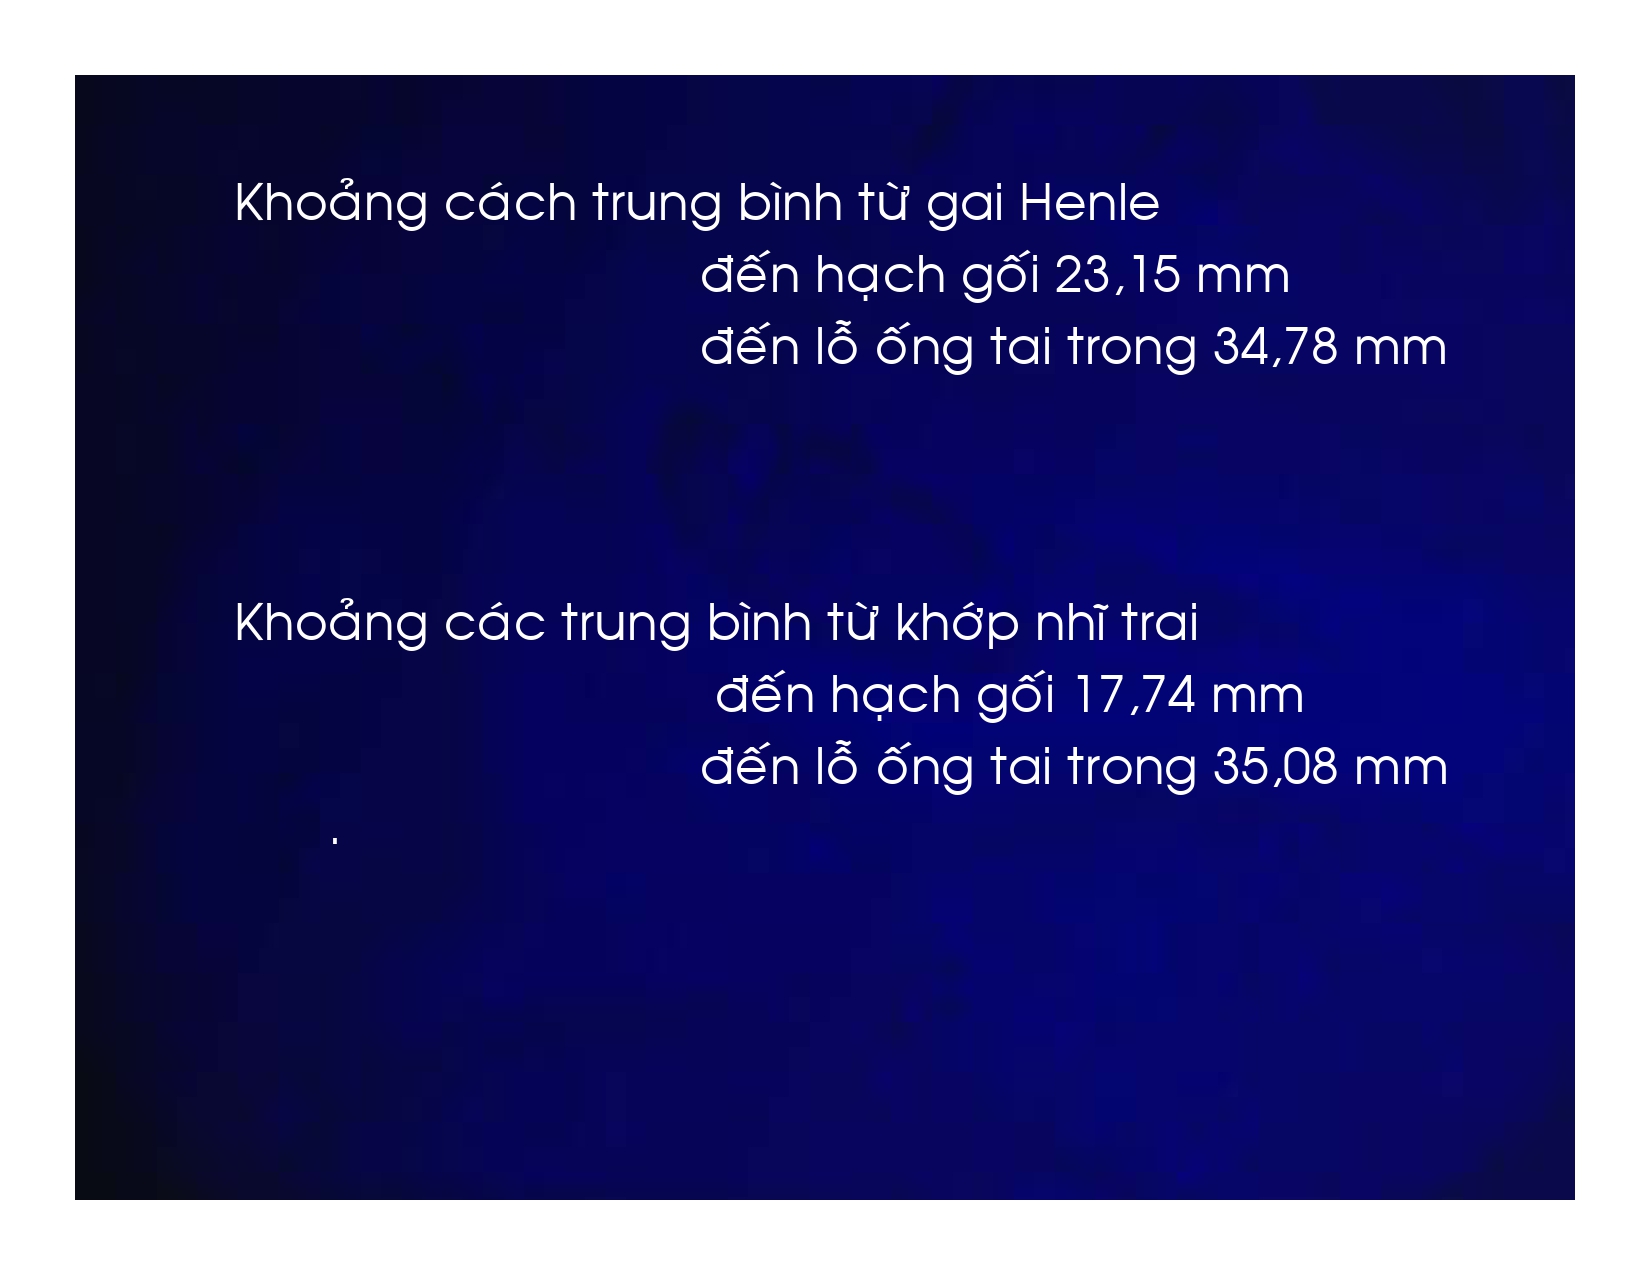 Khoảng cách trung bình từ gai Henle
đến hạch gối 23,15 mm
đến lỗ ống tai trong 34,78 mm
Khoảng các trung bình từ khớp nhĩ trai
đến hạch gối 17,74 mm
đến lỗ ống tai trong 35,08 mm
.